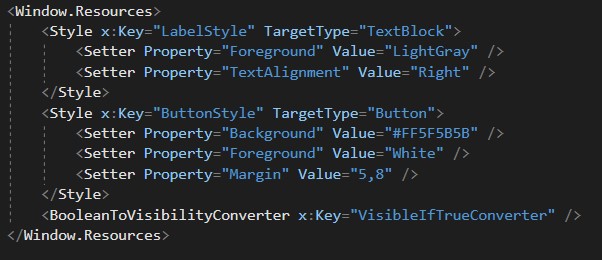 <Window.Resources>
<Style x:Key="LabelStyle" TargetType="TextBlock">
<Setter Property="Foreground" Value="LightGray" />
<Setter Property="TextAlignment" Value="Right" />
</Style>
<Style x:Key="ButtonStyle" TargetType="Button">
<Setter Property="Background" Value="#FF5F5B5B" />
<Setter Property="Foreground" Value="White" />
<Setter Property="Margin" Value="5,8" />
</Style>
<BooleanToVisibilityConverter x:Key="VisibleIfTrueConverter" />
</Window.Resources>